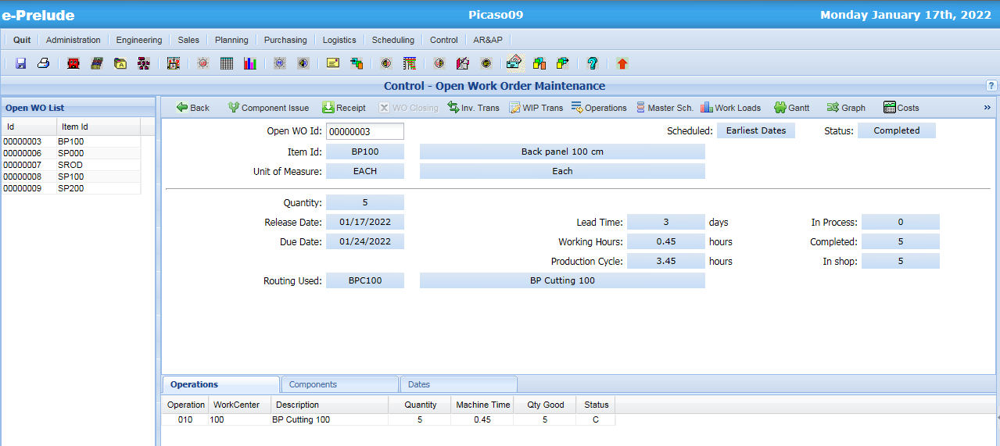 e-Prelude Picaso09 Monday January 17th, 2022
Quit Administration Engineering Sales Planning Purchasing Logistics Scheduling Control AR&AP
Control - Open Work Order Maintenance ?
Open WO List
Id Item Id
00000003 BP100
00000006 SP000
00000007 SROD
00000008 SP100
00000009 SP200
Back Component Issue Receipt WO Closing Inv. Trans WIP Trans Operations Master Sch. Work Loads Gantt Graph Costs »
Open WO Id: 00000003 Scheduled: Earliest Dates Status: Completed
Item Id: BP100 Back panel 100 cm
Unit of Measure: EACH Each
Quantity: 5
Release Date: 01/17/2022 Lead Time: 3 days In Process: 0
Due Date: 01/24/2022 Working Hours: 0.45 hours Completed: 5
Production Cycle: 3.45 hours In shop: 5
Routing Used: BPC100 BP Cutting 100
Operations Components Dates
Operation WorkCenter Description Quantity Machine Time Qty Good Status
010 100 BP Cutting 100 5 0.45 5 C